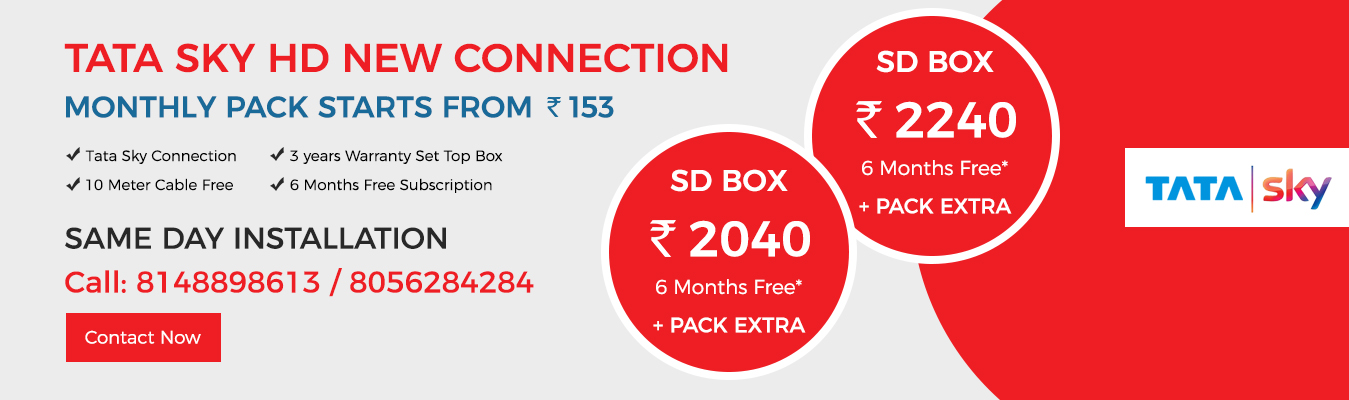 TATA SKY HD NEW CONNECTION
MONTHLY PACK STARTS FROM ₹ 153
✔ Tata Sky Connection
✔ 3 years Warranty Set Top Box
✔ 10 Meter Cable Free
✔ 6 Months Free Subscription
SAME DAY INSTALLATION
Call: 8148898613 / 8056284284
Contact Now
SD BOX
₹ 2040
6 Months Free*
+ PACK EXTRA
SD BOX
₹ 2240
6 Months Free*
+ PACK EXTRA
TATA sky